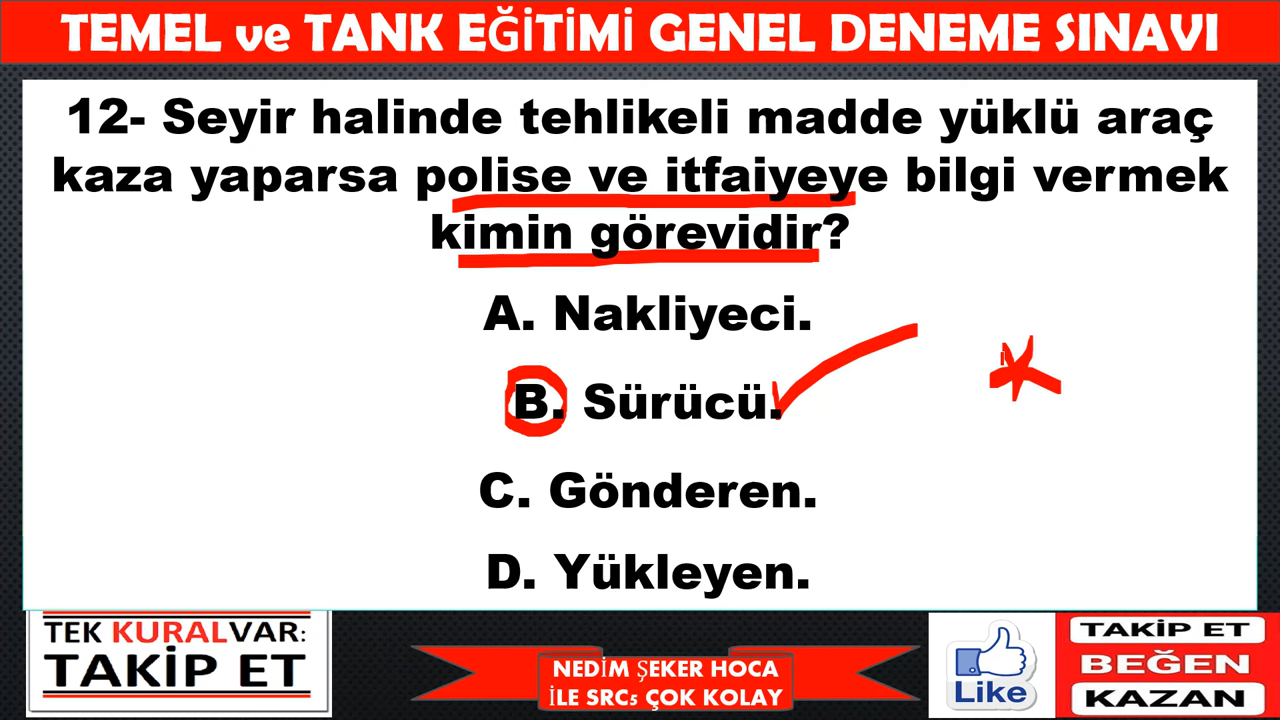 TEMEL ve TANK EĞİTİMİ GENEL DENEME SINAVI
12- Seyir halinde tehlikeli madde yüklü araç
kaza yaparsa polise ve itfaiyeye bilgi vermek
kimin görevidir?
A. Nakliyeci.
B. Sürücü.
C. Gönderen.
D. Yükleyen.
TEK KURALVAR:
TAKİP ET
NEDİM ŞEKER HOCA
İLE SRC5 ÇOK KOLAY
Like
TAKİP ET
BEĞEN
KAZAN